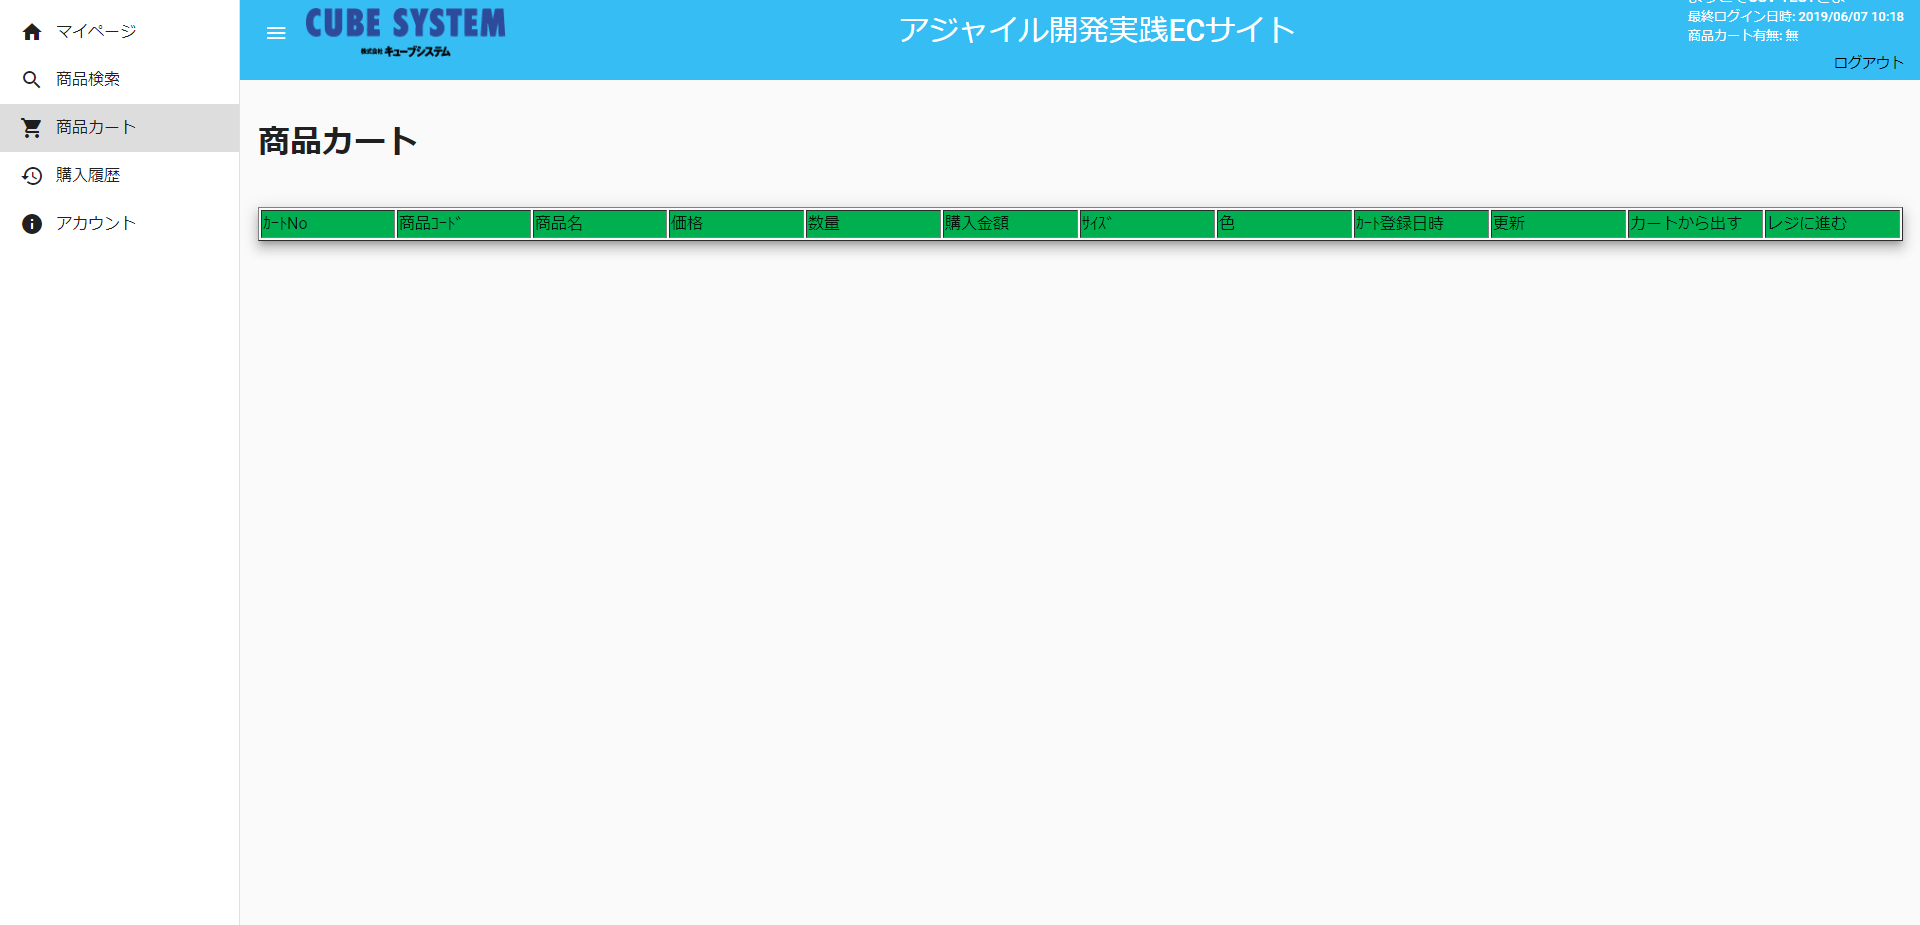 マイページ
商品検索
商品カート
購入履歴
アカウント
CUBE SYSTEM
株式会社 キューブシステム
アジャイル開発実践ECサイト
最終ログイン日時: 2019/06/07 10:18
商品カート有無: 無
ログアウト
商品カート
ｶｰﾄNo 商品ｺｰﾄﾞ 商品名 価格 数量 購入金額 ｻｲｽﾞ 色 ｶｰﾄ登録日時 更新 カートから出す レジに進む